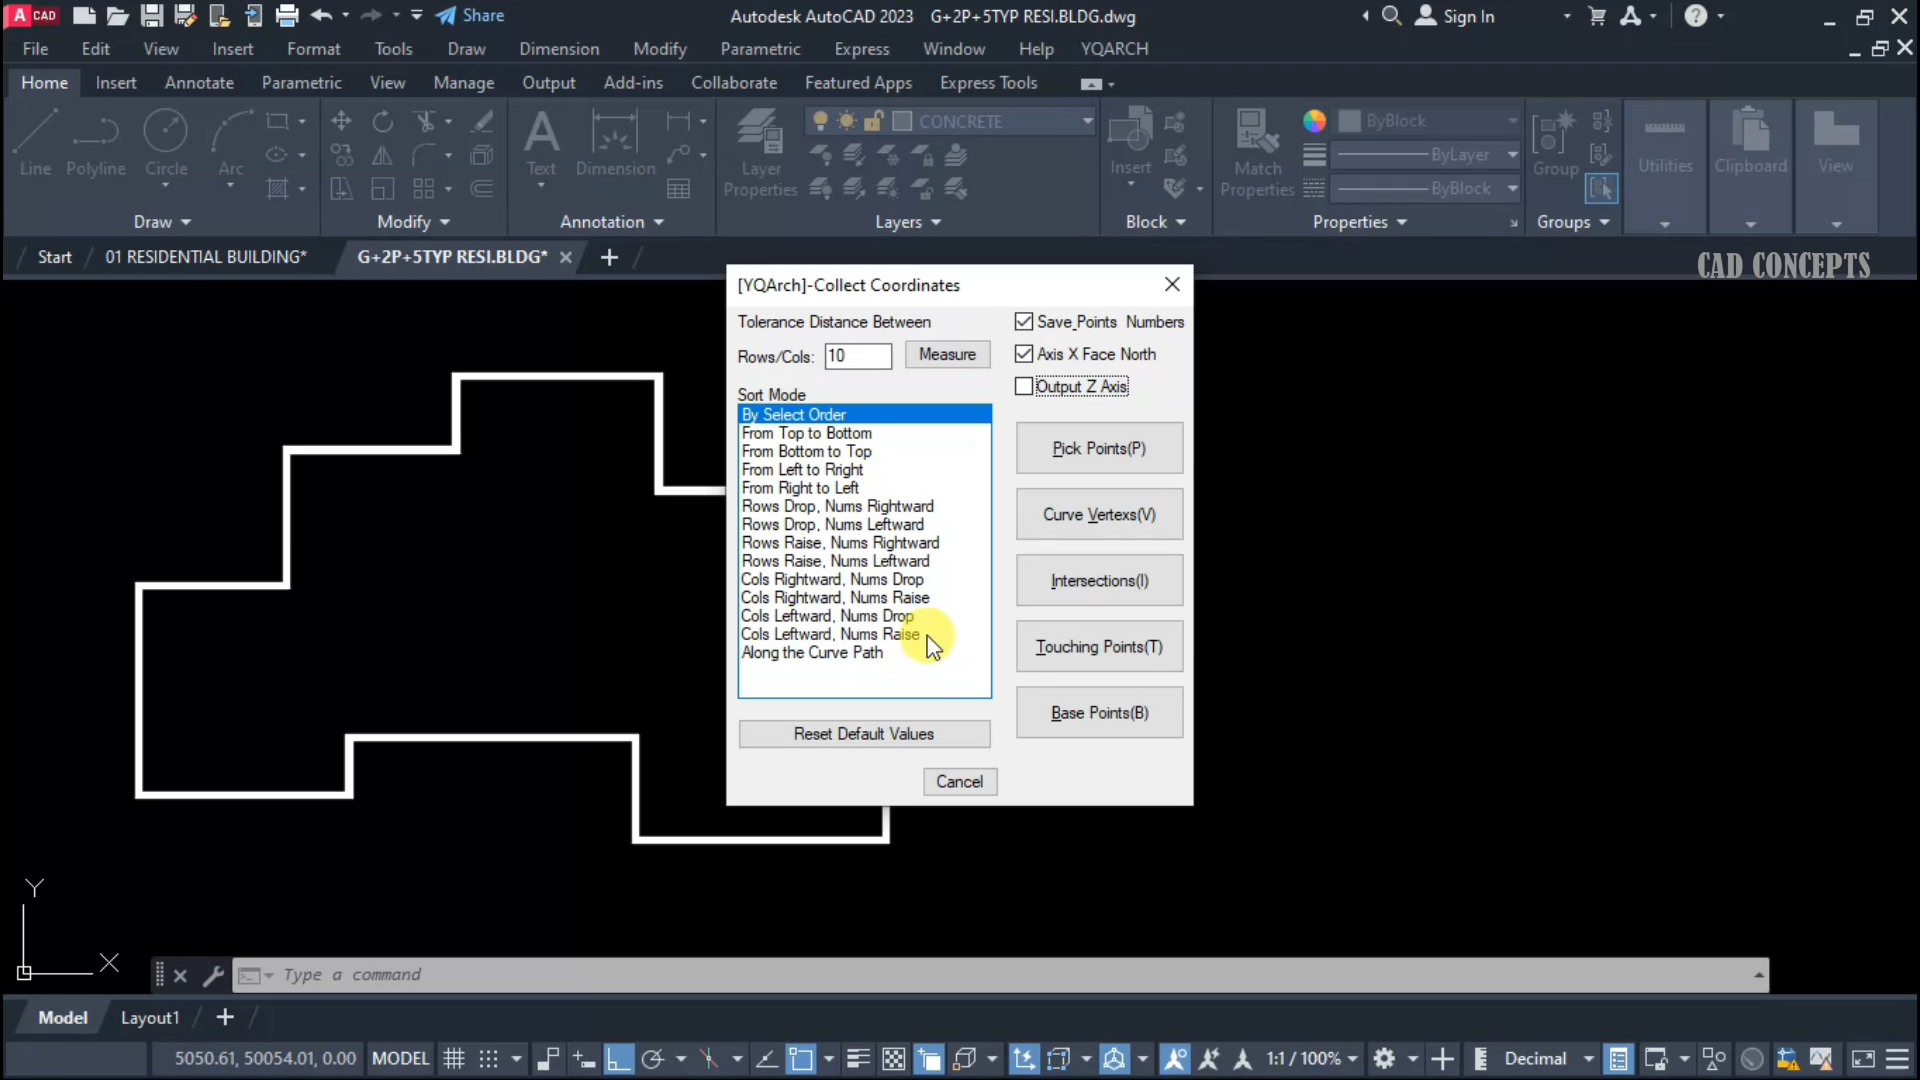 A CAD
Share
Autodesk AutoCAD 2023 G+2P+5TYP RESI.BLDG.dwg
Sign In
File Edit View Insert Format Tools Draw Dimension Modify Parametric Express Window Help YQARCH
Home Insert Annotate Parametric View Manage Output Add-ins Collaborate Featured Apps Express Tools
Line Polyline Circle Arc
Text Dimension
Layer Properties
CONCRETE
Insert
Match Properties
ByBlock
ByLayer
ByBlock
Group
Utilities
Clipboard
View
Draw Modify Annotation Layers Block Properties Groups
Start 01 RESIDENTIAL BUILDING* G+2P+5TYP RESI.BLDG*
CAD CONCEPTS
[YQArch]-Collect Coordinates
Tolerance Distance Between
Rows/Cols: 10 Measure
Save_Points Numbers
Axis X Face North
Output Z Axis
Sort Mode
By Select Order
From Top to Bottom
From Bottom to Top
From Left to Rright
From Right to Left
Rows Drop, Nums Rightward
Rows Drop, Nums Leftward
Rows Raise, Nums Rightward
Rows Raise, Nums Leftward
Cols Rightward, Nums Drop
Cols Rightward, Nums Raise
Cols Leftward, Nums Drop
Cols Leftward, Nums Raise
Along the Curve Path
Pick Points(P)
Curve Vertexs(V)
Intersections(I)
Touching Points(T)
Base Points(B)
Reset Default Values
Cancel
Y
X
Type a command
Model Layout1
5050.61, 50054.01, 0.00 MODEL
1:1 / 100%
Decimal